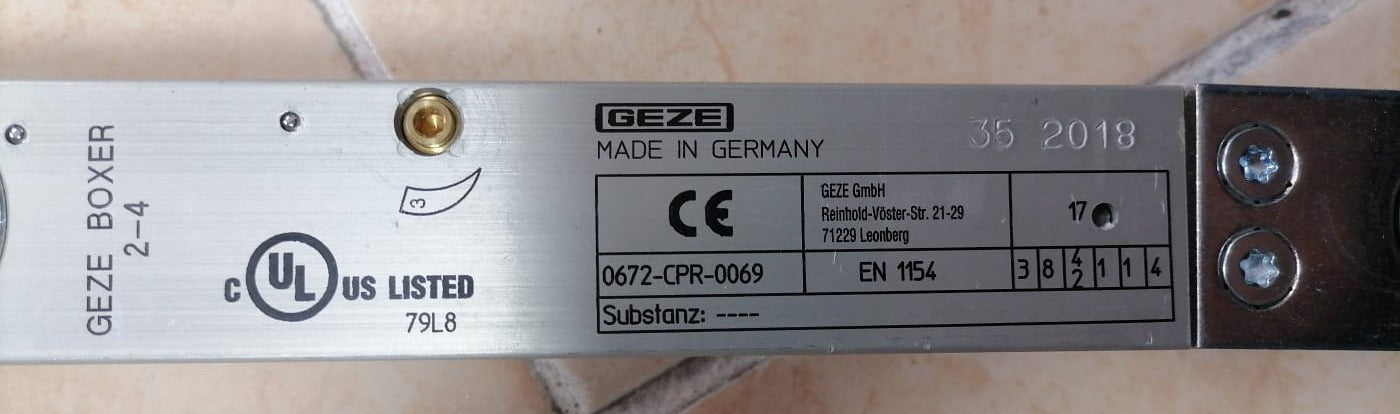 GEZE BOXER
2-4
3
C UL US LISTED
79L8
GEZE
MADE IN GERMANY
35 2018
CE
GEZE GmbH
Reinhold-Vöster-Str. 21-29
71229 Leonberg
17
0672-CPR-0069
EN 1154
3 8 4/2 1 1 4
Substanz: ----